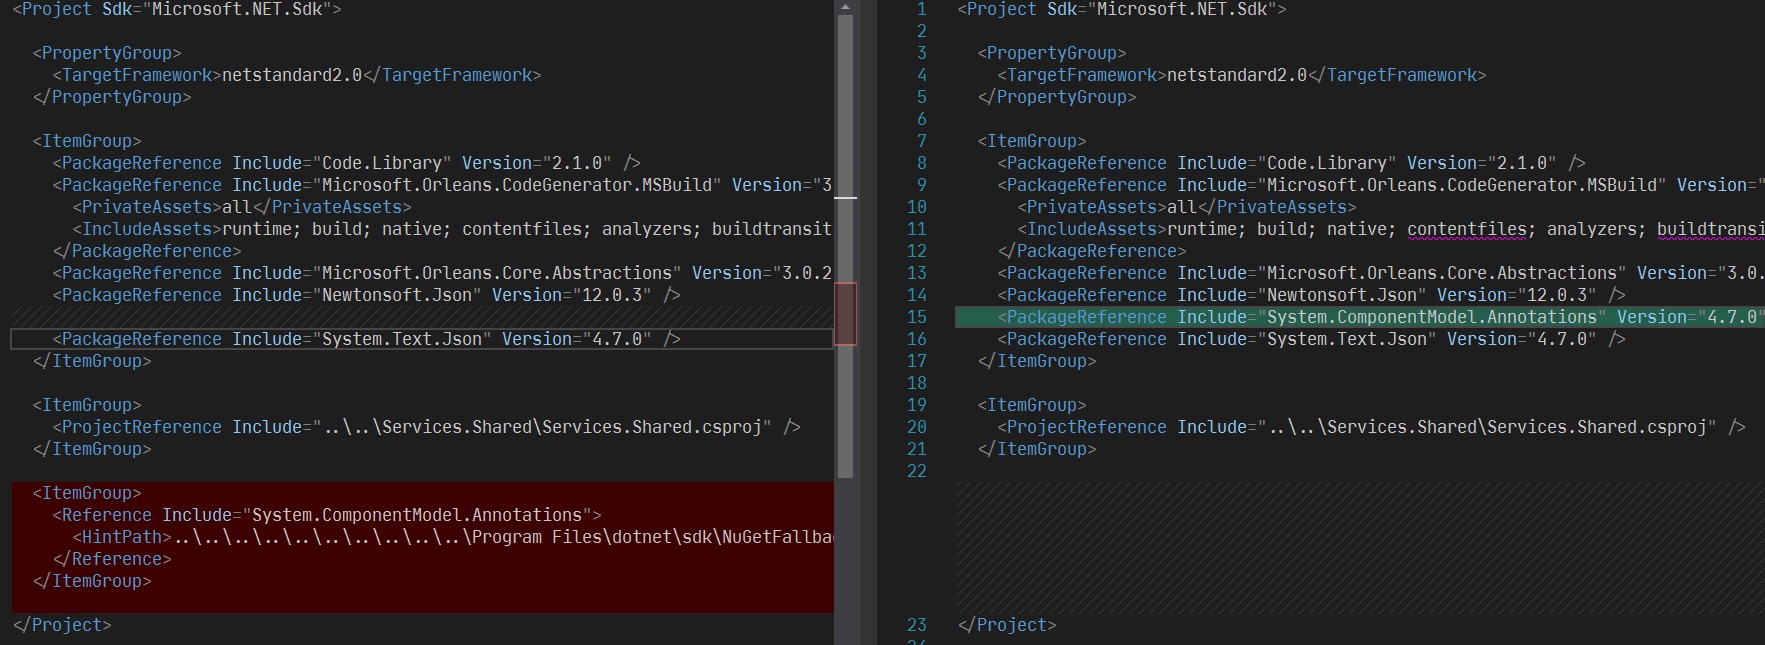 <Project Sdk="Microsoft.NET.Sdk">
<PropertyGroup>
<TargetFramework>netstandard2.0</TargetFramework>
</PropertyGroup>
<ItemGroup>
<PackageReference Include="Code.Library" Version="2.1.0" />
<PackageReference Include="Microsoft.Orleans.CodeGenerator.MSBuild" Version="3
<PrivateAssets>all</PrivateAssets>
<IncludeAssets>runtime; build; native; contentfiles; analyzers; buildtransit
</PackageReference>
<PackageReference Include="Microsoft.Orleans.Core.Abstractions" Version="3.0.2
<PackageReference Include="Newtonsoft.Json" Version="12.0.3" />
<PackageReference Include="System.Text.Json" Version="4.7.0" />
</ItemGroup>
<ItemGroup>
<ProjectReference Include="..\..\Services.Shared\Services.Shared.csproj" />
</ItemGroup>
<ItemGroup>
<Reference Include="System.ComponentModel.Annotations">
<HintPath>..\..\..\..\..\..\..\..\..\..\Program Files\dotnet\sdk\NuGetFallba
</Reference>
</ItemGroup>
</Project>
1 <Project Sdk="Microsoft.NET.Sdk">
2
3 <PropertyGroup>
4 <TargetFramework>netstandard2.0</TargetFramework>
5 </PropertyGroup>
6
7 <ItemGroup>
8 <PackageReference Include="Code.Library" Version="2.1.0" />
9 <PackageReference Include="Microsoft.Orleans.CodeGenerator.MSBuild" Version="
10 <PrivateAssets>all</PrivateAssets>
11 <IncludeAssets>runtime; build; native; contentfiles; analyzers; buildtransi
12 </PackageReference>
13 <PackageReference Include="Microsoft.Orleans.Core.Abstractions" Version="3.0.
14 <PackageReference Include="Newtonsoft.Json" Version="12.0.3" />
15 <PackageReference Include="System.ComponentModel.Annotations" Version="4.7.0"
16 <PackageReference Include="System.Text.Json" Version="4.7.0" />
17 </ItemGroup>
18
19 <ItemGroup>
20 <ProjectReference Include="..\..\Services.Shared\Services.Shared.csproj" />
21 </ItemGroup>
22
23 </Project>